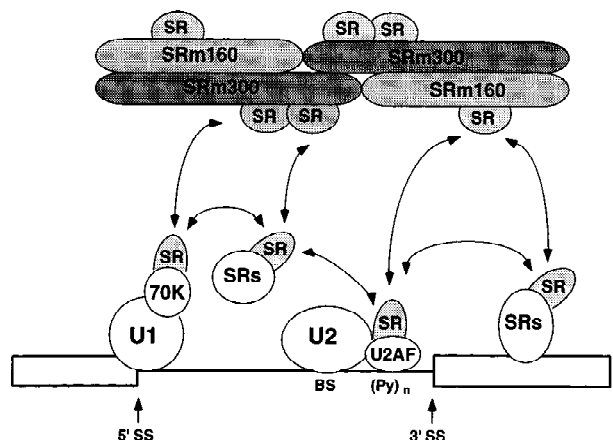 SR
SR SR
SRm160
SRm300
SRm300
SRm160
SR SR
SR
SR
SR
SR
70K
SRs
SR
SRs
U1
U2
U2AF
BS
(Py) n
5' SS
3' SS